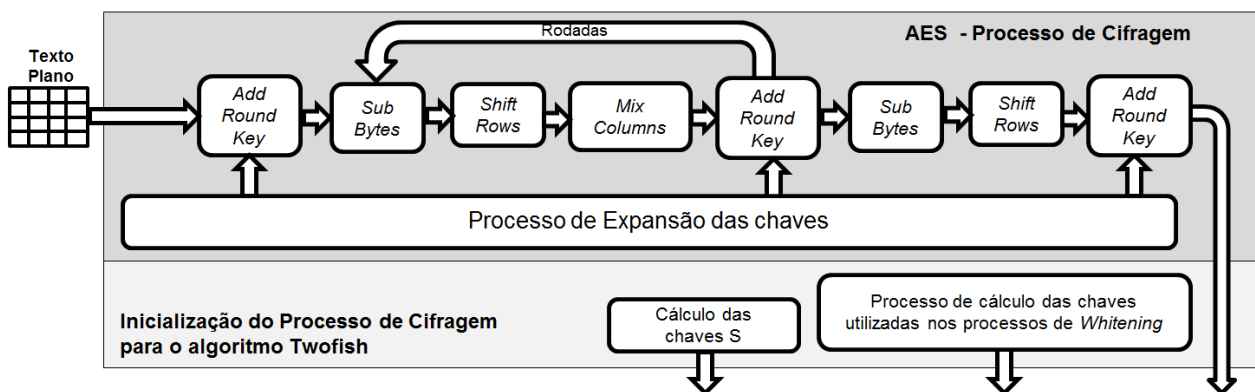 Rodadas
AES - Processo de Cifragem
Texto
Plano
Add
Round
Key
Sub
Bytes
Shift
Rows
Mix
Columns
Add
Round
Key
Sub
Bytes
Shift
Rows
Add
Round
Key
Processo de Expansão das chaves
Inicialização do Processo de Cifragem
para o algoritmo Twofish
Cálculo das
chaves S
Processo de cálculo das chaves
utilizadas nos processos de Whitening